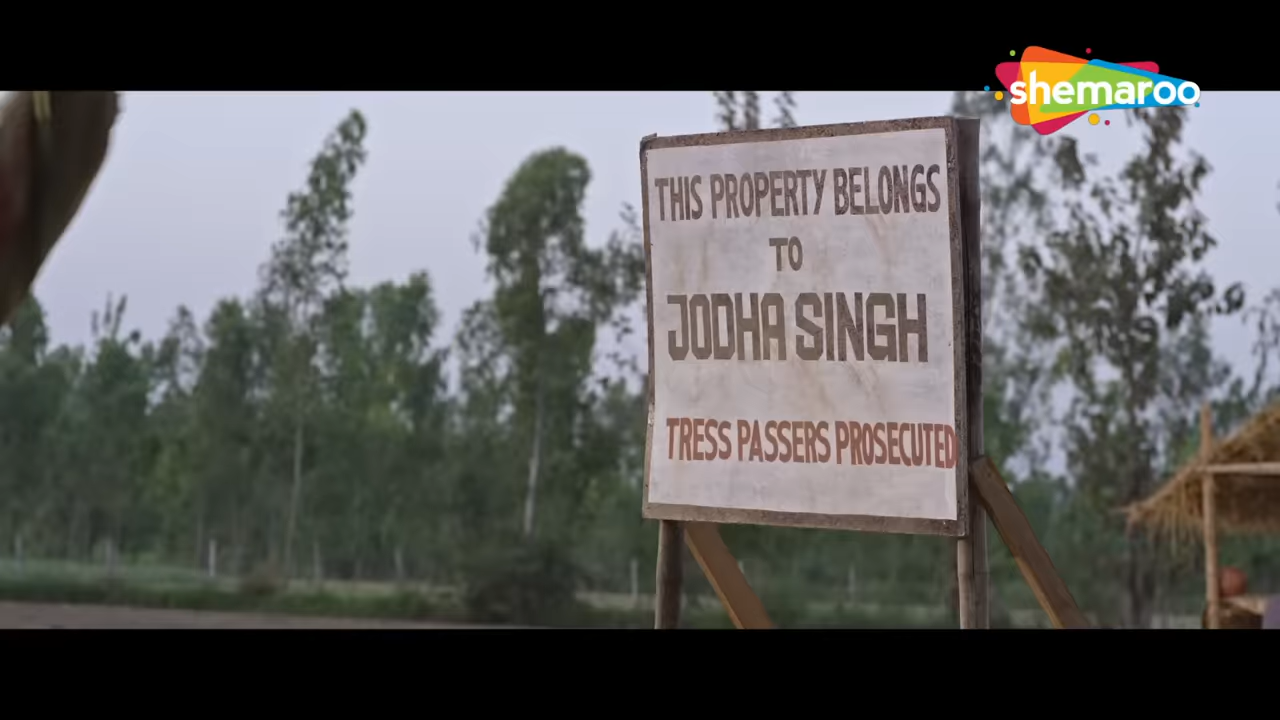 shemaroo
THIS PROPERTY BELONGS
TO
JODHA SINGH
TRESS PASSERS PROSECUTED